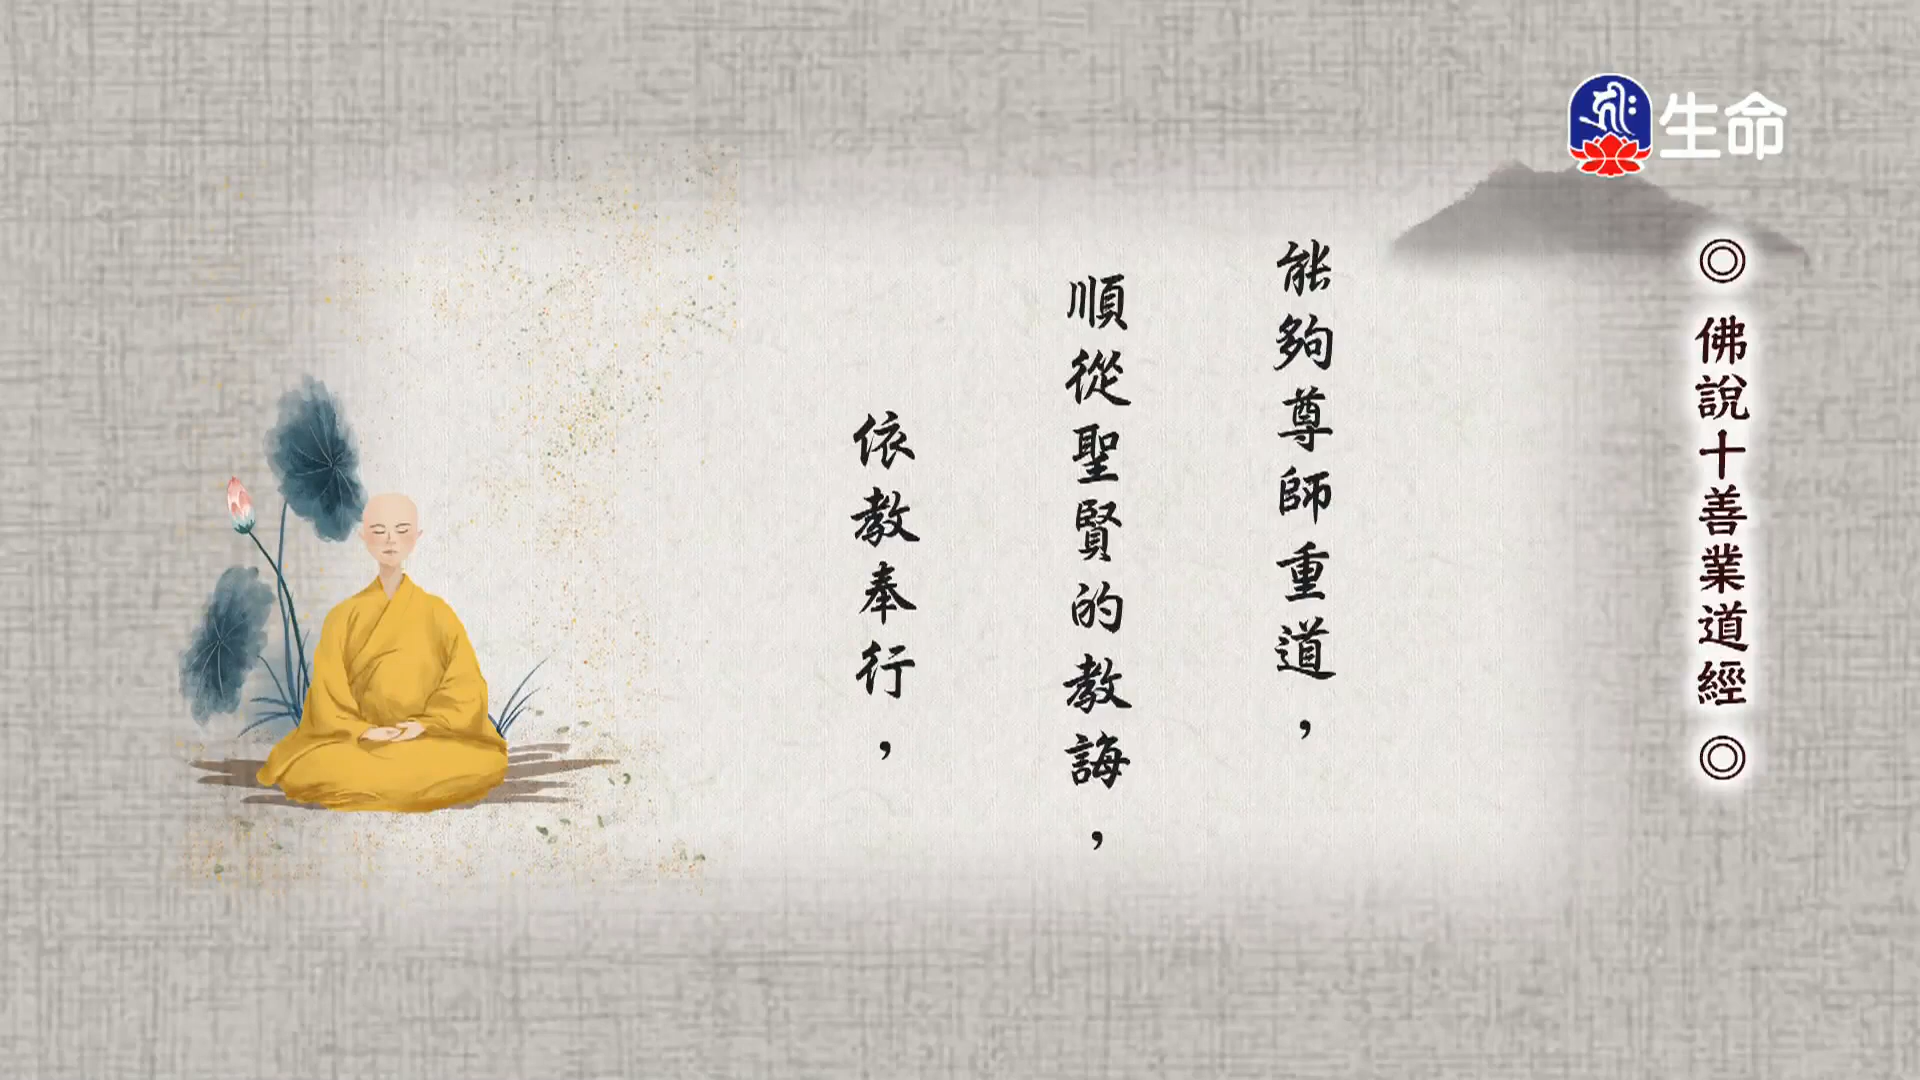 生命
◎ 佛說十善業道經 ◎
能夠尊師重道，
順從聖賢的教誨，
依教奉行，